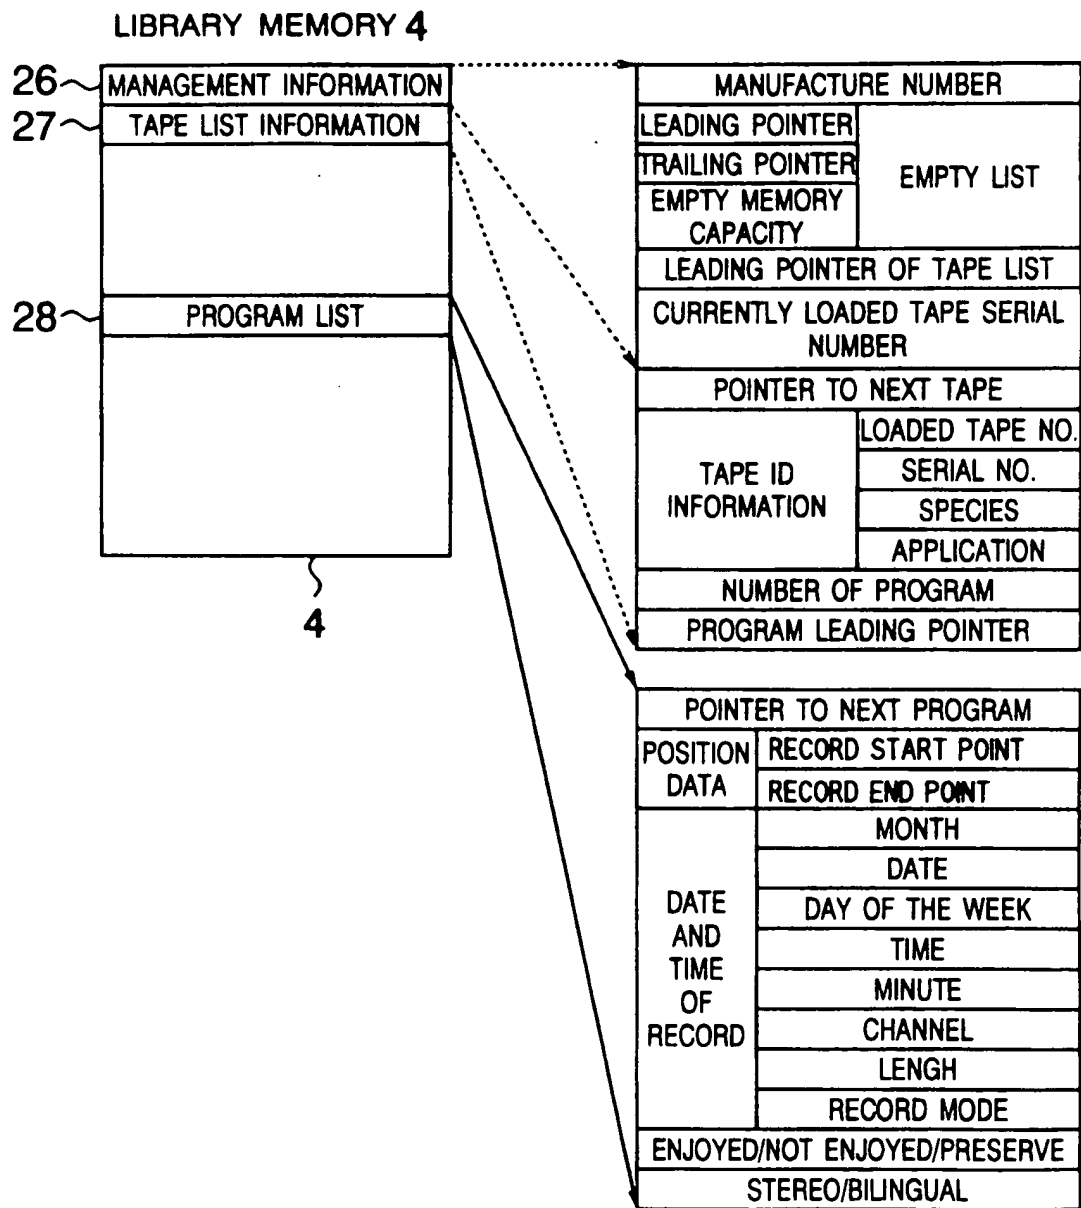 LIBRARY MEMORY 4
26
MANAGEMENT INFORMATION
27
TAPE LIST INFORMATION
28
PROGRAM LIST
4
MANUFACTURE NUMBER
LEADING POINTER
TRAILING POINTER
EMPTY MEMORY
CAPACITY
EMPTY LIST
LEADING POINTER OF TAPE LIST
CURRENTLY LOADED TAPE SERIAL
NUMBER
POINTER TO NEXT TAPE
TAPE ID
INFORMATION
LOADED TAPE NO.
SERIAL NO.
SPECIES
APPLICATION
NUMBER OF PROGRAM
PROGRAM LEADING POINTER
POINTER TO NEXT PROGRAM
POSITION
DATA
RECORD START POINT
RECORD END POINT
DATE
AND
TIME
OF
RECORD
MONTH
DATE
DAY OF THE WEEK
TIME
MINUTE
CHANNEL
LENGH
RECORD MODE
ENJOYED/NOT ENJOYED/PRESERVE
STEREO/BILINGUAL